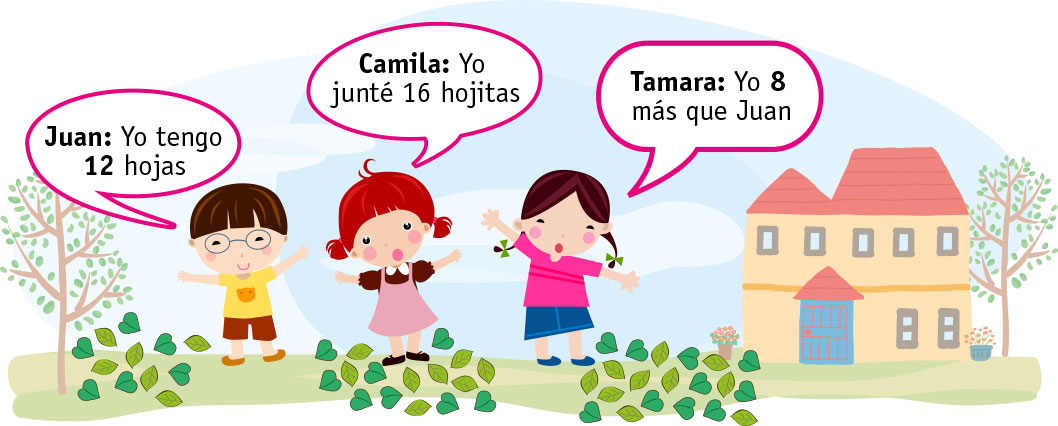 Juan: Yo tengo
12 hojas
Camila: Yo
junté 16 hojitas
Tamara: Yo 8
más que Juan